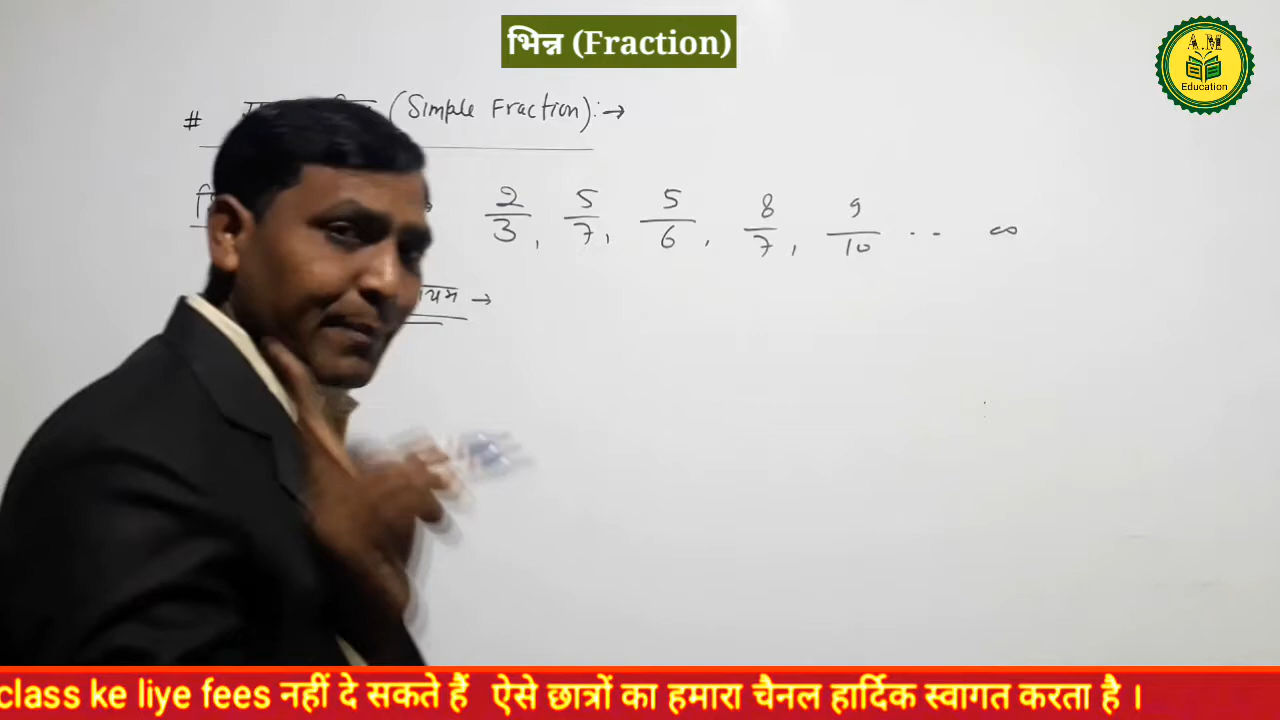 भिन्न (Fraction)
A.M
Education
# (Simple Fraction):→
2/3, 5/7, 5/6, 8/7, 9/10 .. ∞
→
class ke liye fees नहीं दे सकते हैं ऐसे छात्रों का हमारा चैनल हार्दिक स्वागत करता है ।